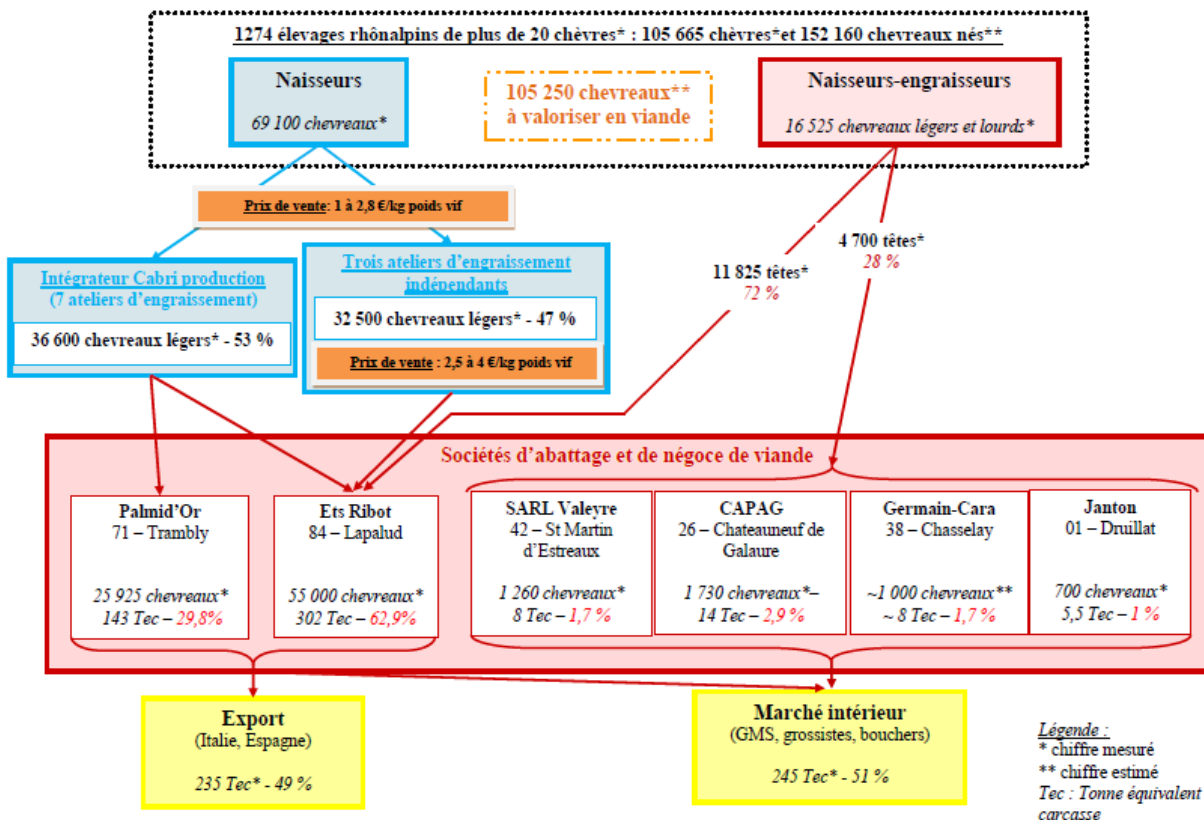 1274 élevages rhônalpins de plus de 20 chèvres* : 105 665 chèvres*et 152 160 chevreaux nés**
Naisseurs
69 100 chevreaux*
105 250 chevreaux**
à valoriser en viande
Naisseurs-engraisseurs
16 525 chevreaux légers et lourds*
Prix de vente: 1 à 2,8 €/kg poids vif
4 700 têtes*
28 %
11 825 têtes*
72 %
Intégrateur Cabri production
(7 ateliers d'engraissement)
36 600 chevreaux légers* - 53 %
Trois ateliers d'engraissement
indépendants
32 500 chevreaux légers* - 47 %
Prix de vente : 2,5 à 4 €/kg poids vif
Sociétés d'abattage et de négoce de viande
Palmid'Or
71 – Trambly
25 925 chevreaux*
143 Tec – 29,8%
Ets Ribot
84 – Lapalud
55 000 chevreaux*
302 Tec – 62,9%
SARL Valeyre
42 – St Martin
d'Estreaux
1 260 chevreaux*
8 Tec – 1,7 %
CAPAG
26 – Chateauneuf de
Galaure
1 730 chevreaux*–
14 Tec – 2,9 %
Germain-Cara
38 – Chasselay
~1 000 chevreaux**
~ 8 Tec – 1,7 %
Janton
01 – Druillat
700 chevreaux*
5,5 Tec – 1 %
Export
(Italie, Espagne)
235 Tec* - 49 %
Marché intérieur
(GMS, grossistes, bouchers)
245 Tec* - 51 %
Légende :
* chiffre mesuré
** chiffre estimé
Tec : Tonne équivalent
carcasse